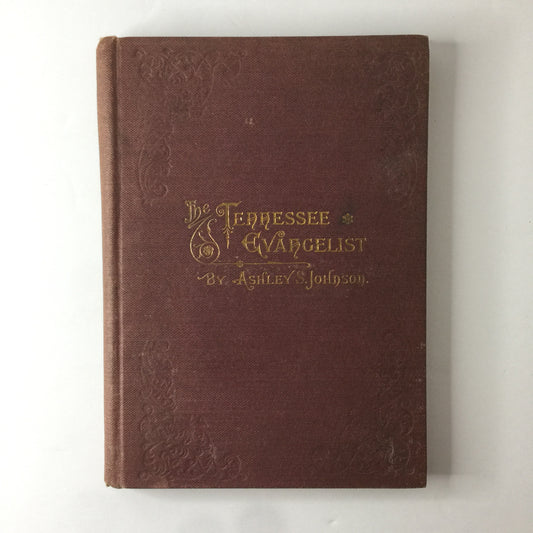 The Tennessee
Evangelist
By Ashley S. Johnson.